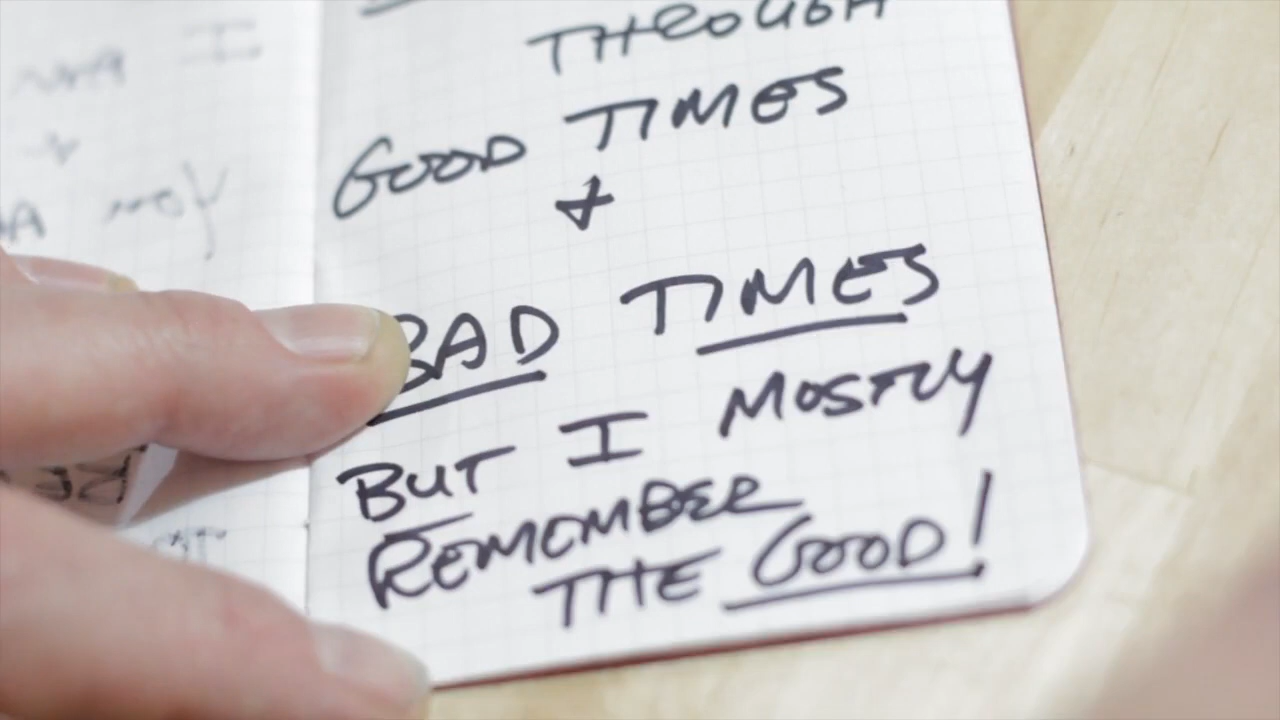 THROUGH
GOOD TIMES
+
BAD TIMES
BUT I MOSTLY
REMEMBER
THE GOOD!